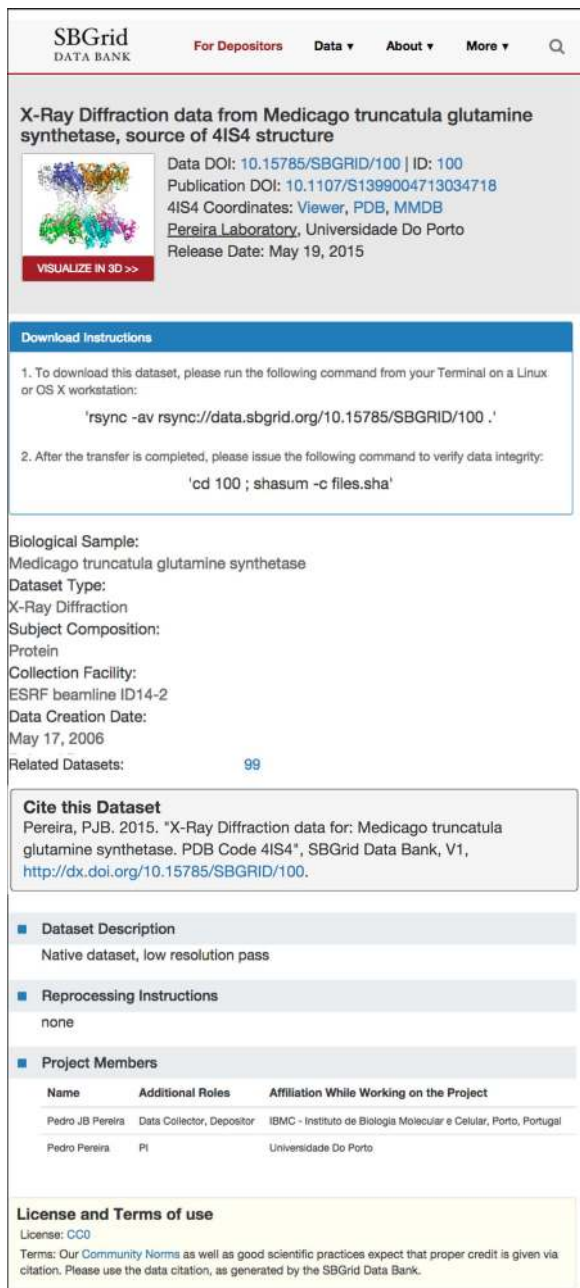 SBGrid
DATA BANK
For Depositors Data ▾ About ▾ More ▾
X-Ray Diffraction data from Medicago truncatula glutamine
synthetase, source of 4IS4 structure
Data DOI: 10.15785/SBGRID/100 | ID: 100
Publication DOI: 10.1107/S1399004713034718
4IS4 Coordinates: Viewer, PDB, MMDB
Pereira Laboratory, Universidade Do Porto
Release Date: May 19, 2015
VISUALIZE IN 3D >>
Download Instructions
1. To download this dataset, please run the following command from your Terminal on a Linux
or OS X workstation:
'rsync -av rsync://data.sbgrid.org/10.15785/SBGRID/100 .'
2. After the transfer is completed, please issue the following command to verify data integrity:
'cd 100 ; shasum -c files.sha'
Biological Sample:
Medicago truncatula glutamine synthetase
Dataset Type:
X-Ray Diffraction
Subject Composition:
Protein
Collection Facility:
ESRF beamline ID14-2
Data Creation Date:
May 17, 2006
Related Datasets: 99
Cite this Dataset
Pereira, PJB. 2015. "X-Ray Diffraction data for: Medicago truncatula
glutamine synthetase. PDB Code 4IS4", SBGrid Data Bank, V1,
http://dx.doi.org/10.15785/SBGRID/100.
Dataset Description
Native dataset, low resolution pass
Reprocessing Instructions
none
Project Members
Name Additional Roles Affiliation While Working on the Project
Pedro JB Pereira Data Collector, Depositor IBMC - Instituto de Biologia Molecular e Celular, Porto, Portugal
Pedro Pereira PI Universidade Do Porto
License and Terms of use
License: CC0
Terms: Our Community Norms as well as good scientific practices expect that proper credit is given via
citation. Please use the data citation, as generated by the SBGrid Data Bank.